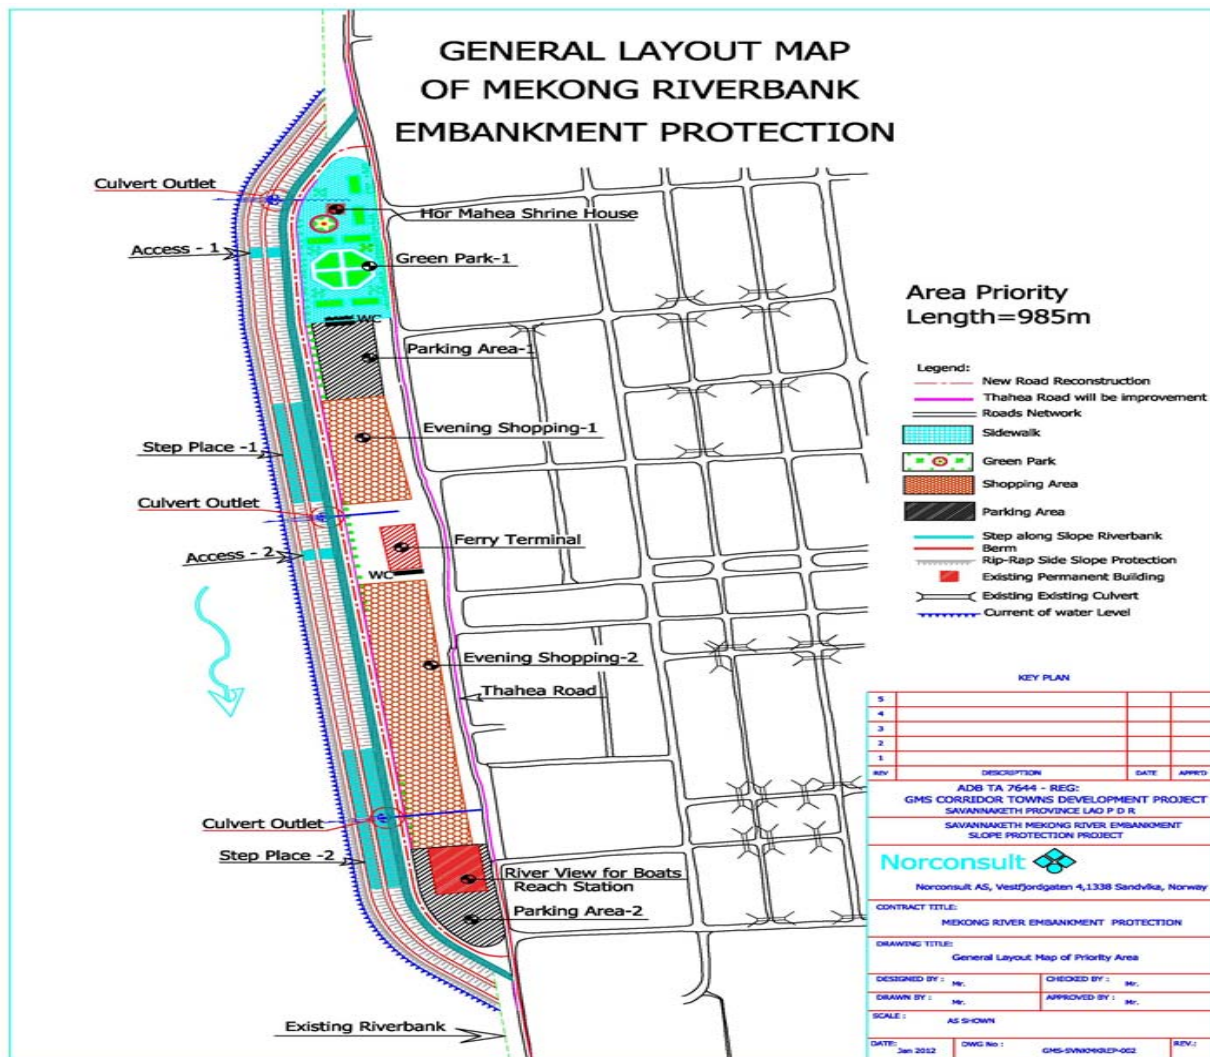 GENERAL LAYOUT MAP
OF MEKONG RIVERBANK
EMBANKMENT PROTECTION
Culvert Outlet
Hor Mahea Shrine House
Access - 1
Green Park-1
WC
Parking Area-1
Evening Shopping-1
Step Place -1
Culvert Outlet
Ferry Terminal
Access - 2
WC
Evening Shopping-2
Thahea Road
Culvert Outlet
Step Place -2
River View for Boats
Reach Station
Parking Area-2
Existing Riverbank
Area Priority
Length=985m
Legend:
New Road Reconstruction
Thahea Road will be improvement
Roads Network
Sidewalk
Green Park
Shopping Area
Parking Area
Step along Slope Riverbank
Berm
Rip-Rap Side Slope Protection
Existing Permanent Building
Existing Existing Culvert
Current of water Level
KEY PLAN
5
4
3
2
1
REV DESCRIPTION DATE APPR'D
ADB TA 7644 - REG:
GMS CORRIDOR TOWNS DEVELOPMENT PROJECT
SAVANNAKETH PROVINCE LAO P D R
SAVANNAKETH MEKONG RIVER EMBANKMENT
SLOPE PROTECTION PROJECT
Norconsult
Norconsult AS, Vestfjordgaten 4,1338 Sandvika, Norway
CONTRACT TITLE:
MEKONG RIVER EMBANKMENT PROTECTION
DRAWING TITLE:
General Layout Map of Priority Area
DESIGNED BY : Mr. CHECKED BY : Mr.
DRAWN BY : Mr. APPROVED BY : Mr.
SCALE : AS SHOWN
DATE: Jan 2012 DWG No : REV.: